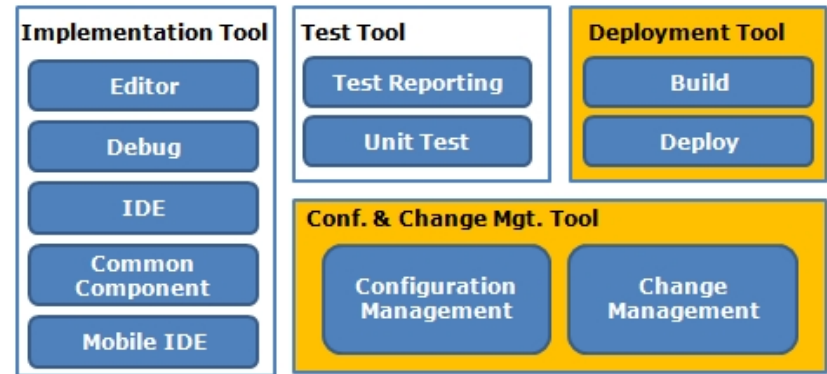 Implementation Tool
Editor
Debug
IDE
Common
Component
Mobile IDE
Test Tool
Test Reporting
Unit Test
Deployment Tool
Build
Deploy
Conf. & Change Mgt. Tool
Configuration
Management
Change
Management